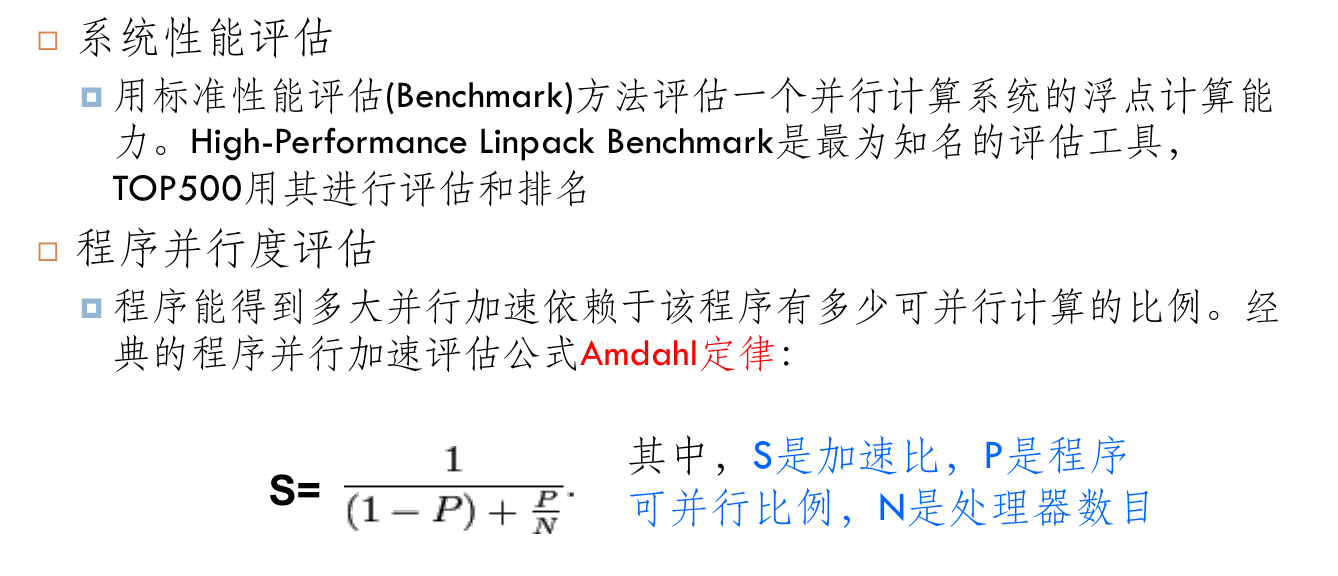 系统性能评估
用标准性能评估(Benchmark)方法评估一个并行计算系统的浮点计算能
力。High-Performance Linpack Benchmark是最为知名的评估工具，
TOP500用其进行评估和排名
程序并行度评估
程序能得到多大并行加速依赖于该程序有多少可并行计算的比例。经
典的程序并行加速评估公式Amdahl定律：
S= 1 / ((1 − P) + P/N).
其中，S是加速比，P是程序
可并行比例，N是处理器数目